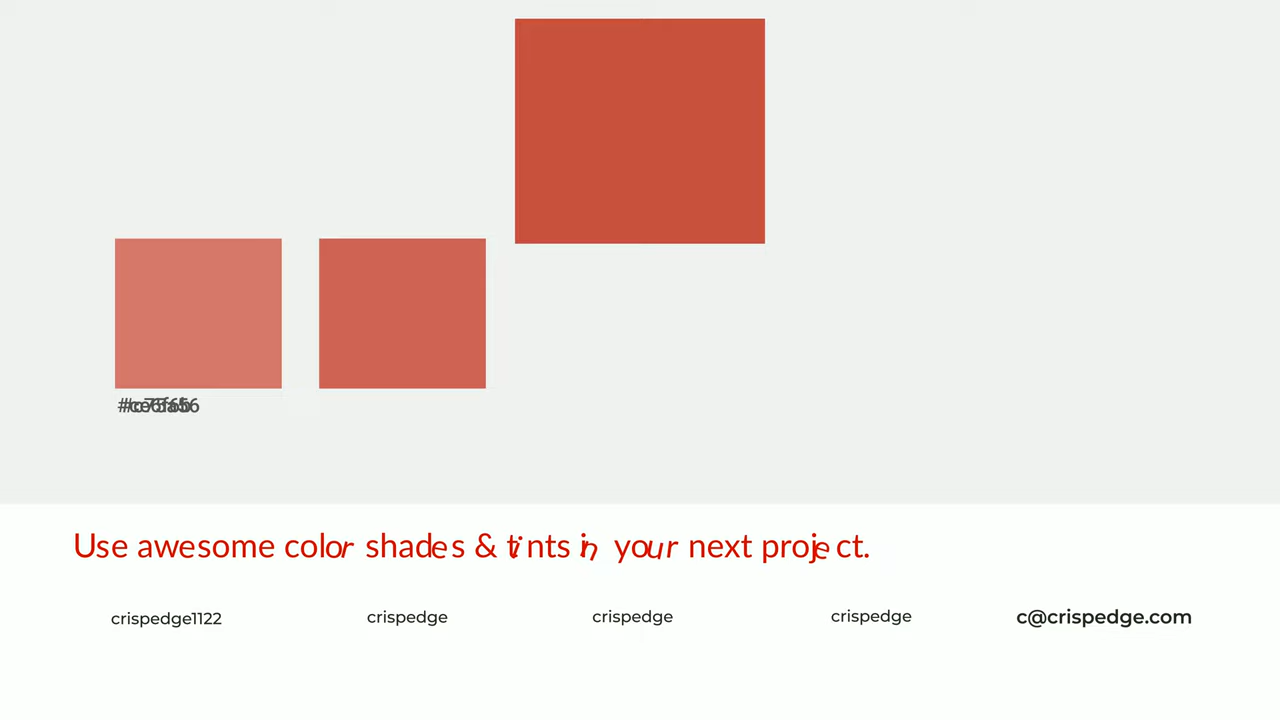 Use awesome color shades & tints in your next project.
crispedge1122 crispedge crispedge crispedge c@crispedge.com